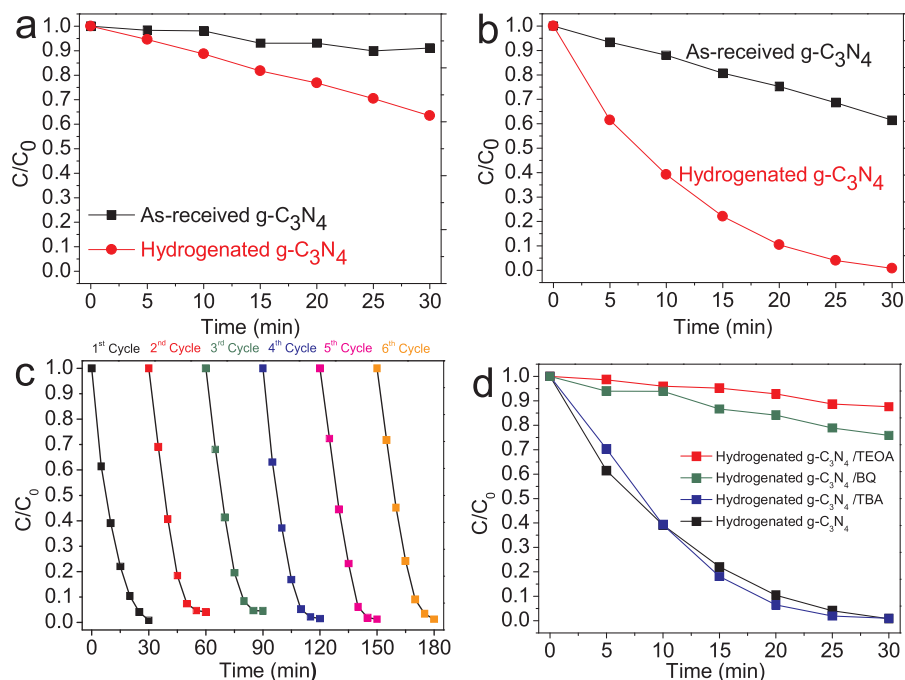 a
1.0
0.9
0.8
0.7
0.6
0.5
0.4
0.3
0.2
0.1
0.0
C/C₀
As-received g-C₃N₄
Hydrogenated g-C₃N₄
0 5 10 15 20 25 30
Time (min)
b
1.0
0.9
0.8
0.7
0.6
0.5
0.4
0.3
0.2
0.1
0.0
C/C₀
As-received g-C₃N₄
Hydrogenated g-C₃N₄
0 5 10 15 20 25 30
Time (min)
c
1ˢᵗ Cycle 2ⁿᵈ Cycle 3ʳᵈ Cycle 4ᵗʰ Cycle 5ᵗʰ Cycle 6ᵗʰ Cycle
1.0
0.9
0.8
0.7
0.6
0.5
0.4
0.3
0.2
0.1
0.0
C/C₀
0 30 60 90 120 150 180
Time (min)
d
1.0
0.9
0.8
0.7
0.6
0.5
0.4
0.3
0.2
0.1
0.0
C/C₀
Hydrogenated g-C₃N₄ /TEOA
Hydrogenated g-C₃N₄ /BQ
Hydrogenated g-C₃N₄ /TBA
Hydrogenated g-C₃N₄
0 5 10 15 20 25 30
Time (min)